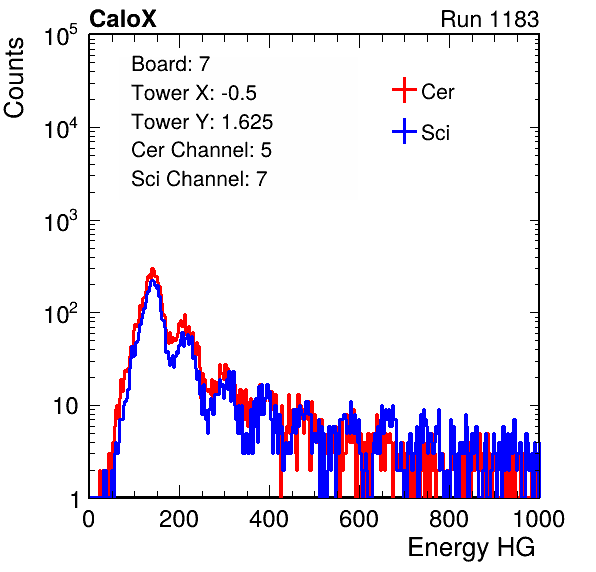 CaloX Run 1183
Counts
10^5
10^4
10^3
10^2
10
1
Board: 7
Tower X: -0.5
Tower Y: 1.625
Cer Channel: 5
Sci Channel: 7
Cer
Sci
0 200 400 600 800 1000
Energy HG